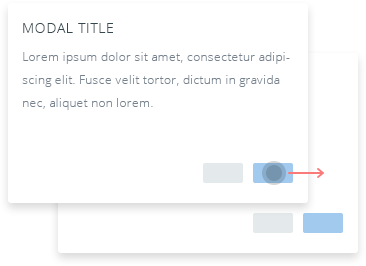 MODAL TITLE
Lorem ipsum dolor sit amet, consectetur adipi-
scing elit. Fusce velit tortor, dictum in gravida
nec, aliquet non lorem.